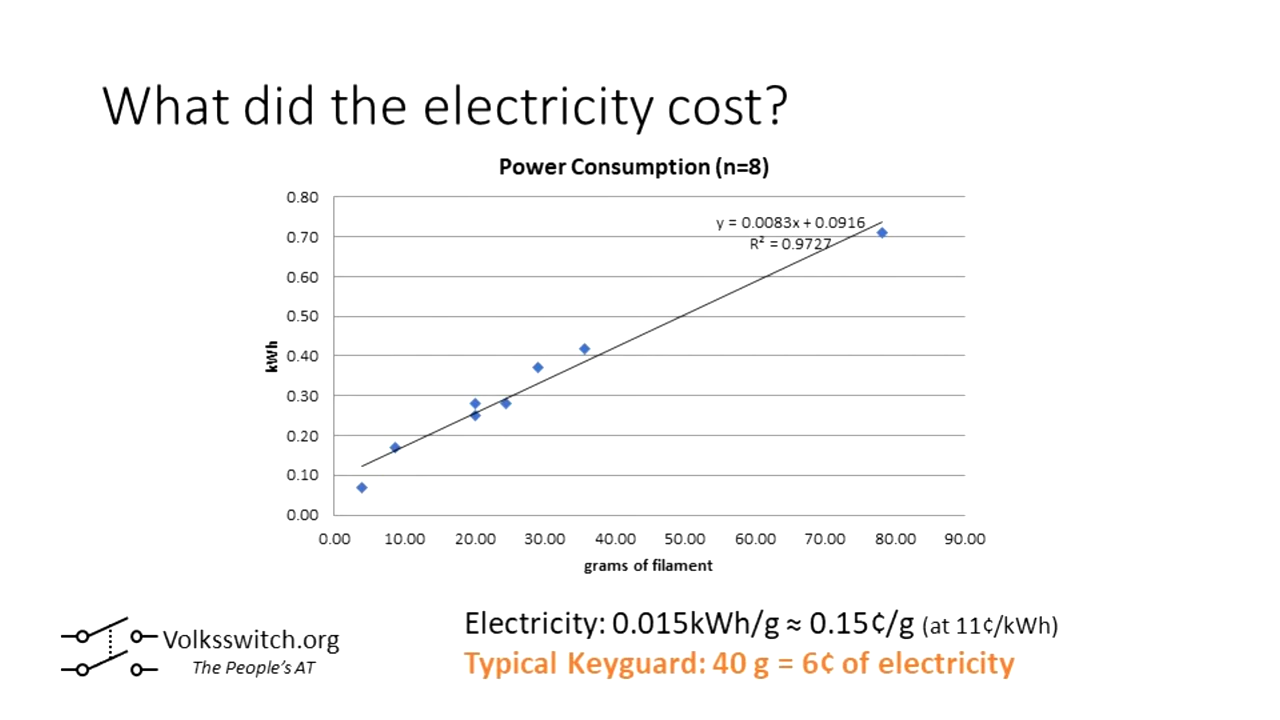 What did the electricity cost?
Power Consumption (n=8)
0.80
0.70
0.60
0.50
0.40
0.30
0.20
0.10
0.00
kWh
y = 0.0083x + 0.0916
R² = 0.9727
0.00 10.00 20.00 30.00 40.00 50.00 60.00 70.00 80.00 90.00
grams of filament
Electricity: 0.015kWh/g ≈ 0.15¢/g (at 11¢/kWh)
Typical Keyguard: 40 g = 6¢ of electricity
Volksswitch.org
The People's AT